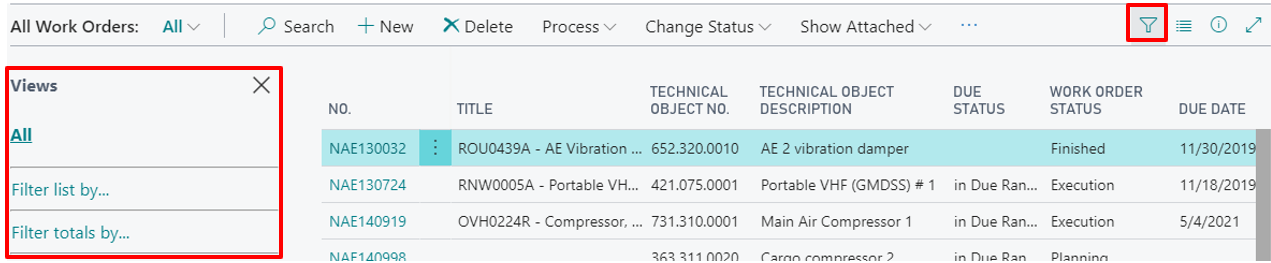 All Work Orders: All Search New Delete Process Change Status Show Attached ...
Views
All
Filter list by...
Filter totals by...
NO. TITLE TECHNICAL OBJECT NO. TECHNICAL OBJECT DESCRIPTION DUE STATUS WORK ORDER STATUS DUE DATE
NAE130032 ROU0439A - AE Vibration ... 652.320.0010 AE 2 vibration damper Finished 11/30/2019
NAE130724 RNW0005A - Portable VH... 421.075.0001 Portable VHF (GMDSS) # 1 in Due Ran... Execution 11/18/2019
NAE140919 OVH0224R - Compressor, ... 731.310.0001 Main Air Compressor 1 in Due Ran... Execution 5/4/2021
NAE140998 363.311.0020 Cargo compressor 2 in Due Ran... Planning